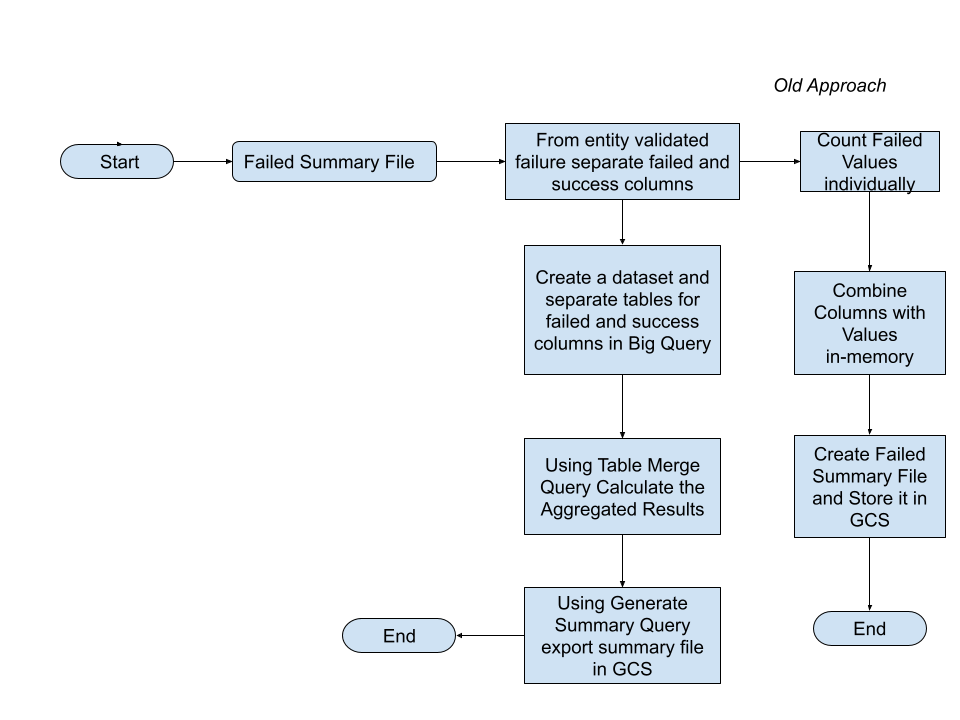 Old Approach
Start
Failed Summary File
From entity validated
failure separate failed and
success columns
Count Failed
Values
individually
Create a dataset and
separate tables for
failed and success
columns in Big Query
Combine
Columns with
Values
in-memory
Using Table Merge
Query Calculate the
Aggregated Results
Create Failed
Summary File
and Store it in
GCS
Using Generate
Summary Query
export summary file
in GCS
End
End